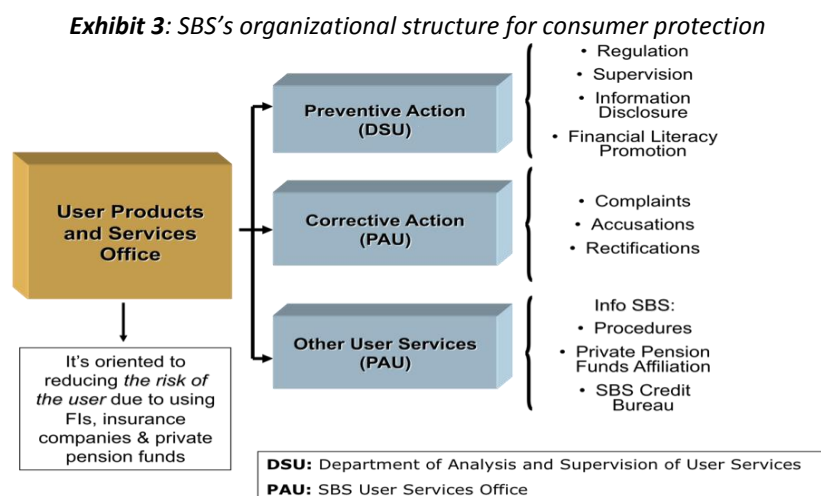 Exhibit 3: SBS's organizational structure for consumer protection
User Products
and Services
Office
It's oriented to
reducing the risk of
the user due to using
FIs, insurance
companies & private
pension funds
Preventive Action
(DSU)
• Regulation
• Supervision
• Information
Disclosure
• Financial Literacy
Promotion
Corrective Action
(PAU)
• Complaints
• Accusations
• Rectifications
Other User Services
(PAU)
Info SBS:
• Procedures
• Private Pension
Funds Affiliation
• SBS Credit
Bureau
DSU: Department of Analysis and Supervision of User Services
PAU: SBS User Services Office